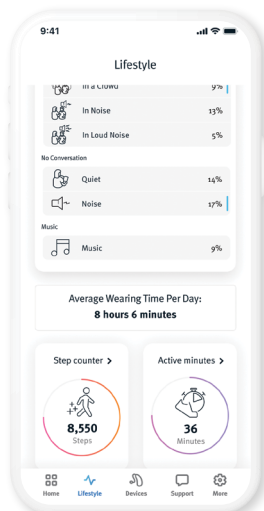 9:41
Lifestyle
In a Crowd 9%
In Noise 13%
In Loud Noise 5%
No Conversation
Quiet 14%
Noise 17%
Music
Music 9%
Average Wearing Time Per Day:
8 hours 6 minutes
Step counter > Active minutes >
8,550 36
Steps Minutes
Home Lifestyle Devices Support More